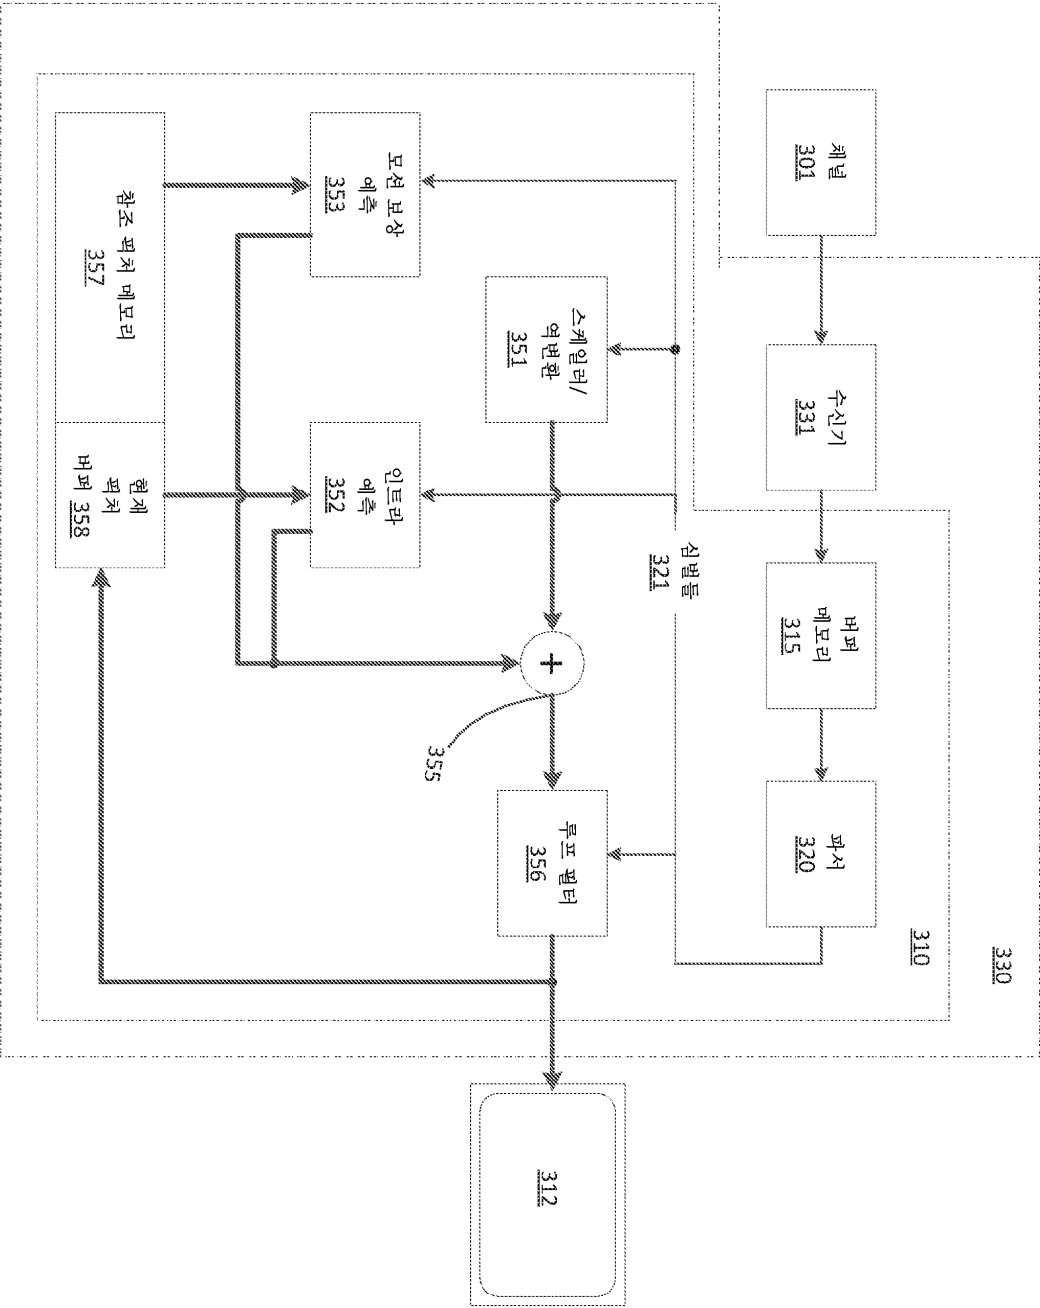 330
310
채널
301
수신기
331
버퍼
메모리
315
파서
320
심벌들
321
스케일러/
역변환
351
루프 필터
356
312
355
모션 보상
예측
353
인트라
예측
352
참조 픽처 메모리
357
현재
픽처
버퍼 358
+